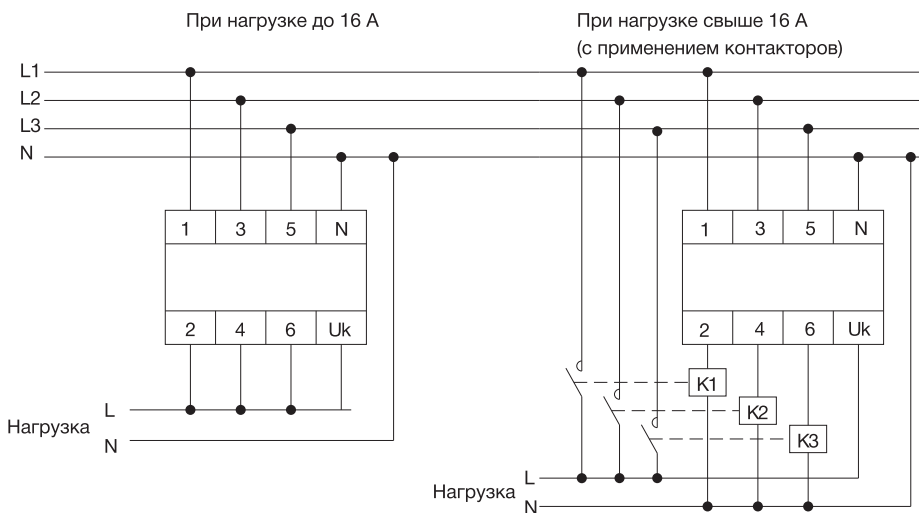 При нагрузке до 16 А
При нагрузке свыше 16 А
(с применением контакторов)
L1
L2
L3
N
1 3 5 N
2 4 6 Uk
L
Нагрузка
N
1 3 5 N
2 4 6 Uk
K1
K2
K3
L
Нагрузка
N